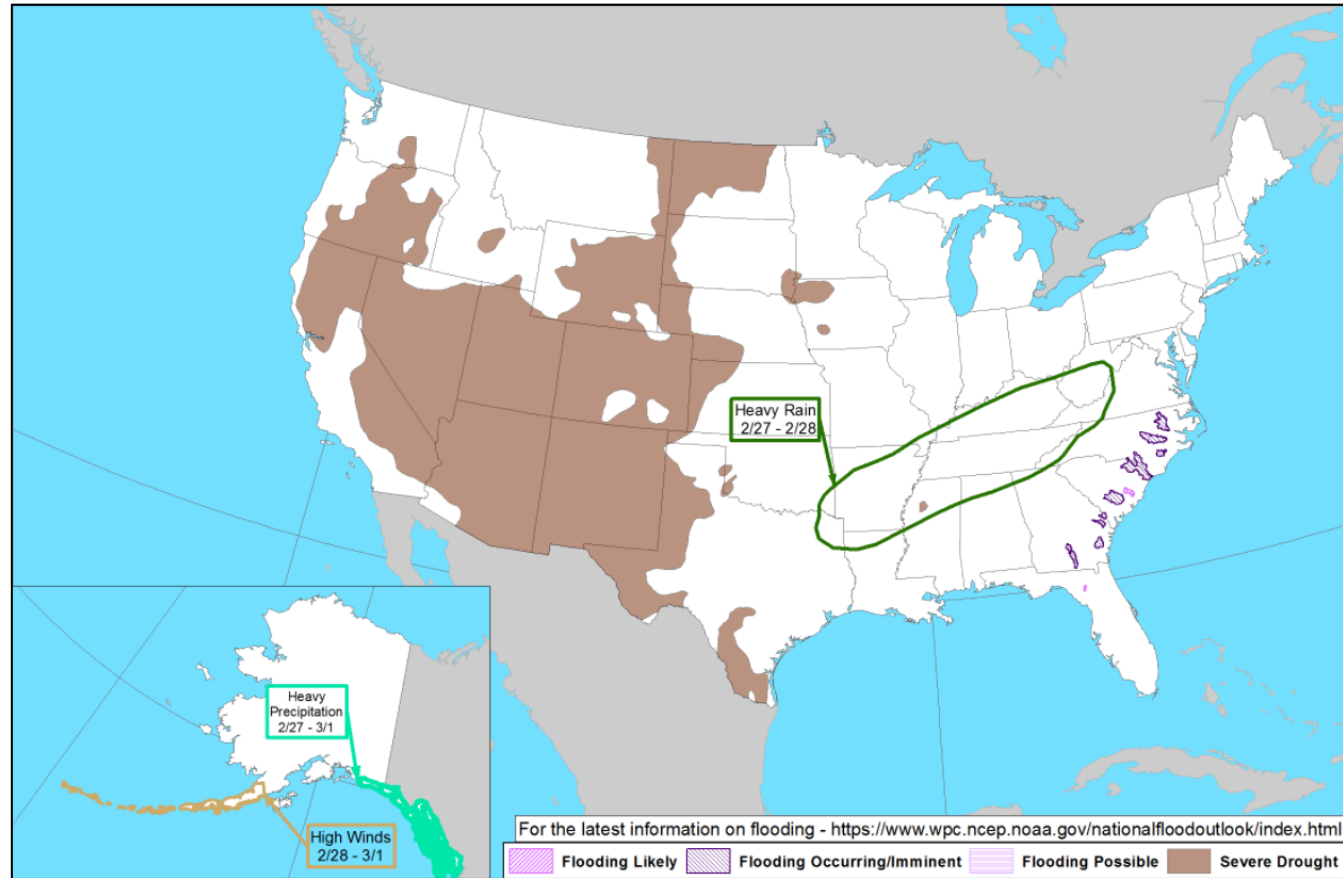 Heavy Rain
2/27 - 2/28
Heavy
Precipitation
2/27 - 3/1
High Winds
2/28 - 3/1
For the latest information on flooding - https://www.wpc.ncep.noaa.gov/nationalfloodoutlook/index.html
Flooding Likely
Flooding Occurring/Imminent
Flooding Possible
Severe Drought